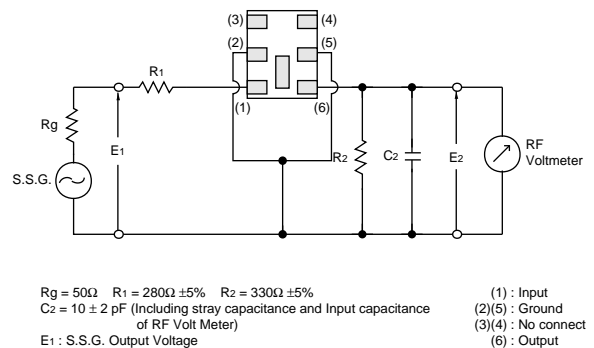 (3)
(4)
(2)
(5)
R1
(1)
(6)
Rg
E1
R2
C2
E2
RF
Voltmeter
S.S.G.
Rg = 50Ω R1 = 280Ω ±5% R2 = 330Ω ±5%
C2 = 10 ± 2 pF (Including stray capacitance and Input capacitance
of RF Volt Meter)
E1 : S.S.G. Output Voltage
(1) : Input
(2)(5) : Ground
(3)(4) : No connect
(6) : Output